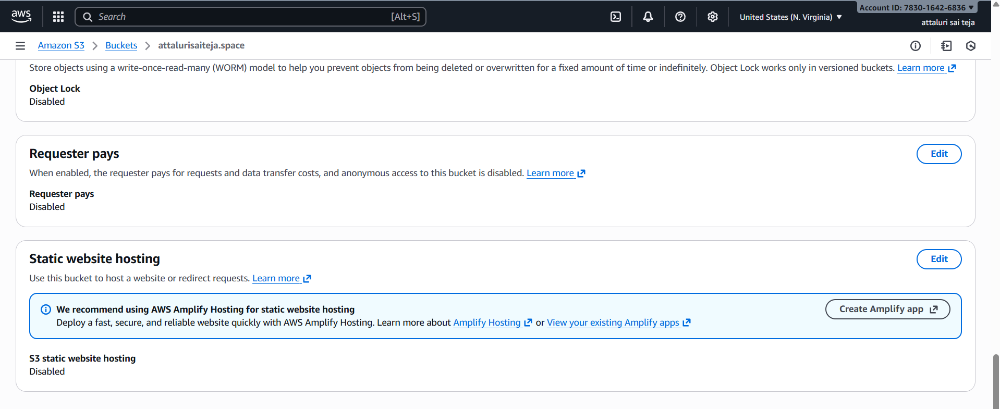 aws
Search [Alt+S]
United States (N. Virginia)
Account ID: 7830-1642-6836
attaluri sai teja
Amazon S3 > Buckets > attalurisaiteja.space
Store objects using a write-once-read-many (WORM) model to help you prevent objects from being deleted or overwritten for a fixed amount of time or indefinitely. Object Lock works only in versioned buckets. Learn more
Object Lock
Disabled
Requester pays
Edit
When enabled, the requester pays for requests and data transfer costs, and anonymous access to this bucket is disabled. Learn more
Requester pays
Disabled
Static website hosting
Edit
Use this bucket to host a website or redirect requests. Learn more
We recommend using AWS Amplify Hosting for static website hosting
Create Amplify app
Deploy a fast, secure, and reliable website quickly with AWS Amplify Hosting. Learn more about Amplify Hosting or View your existing Amplify apps
S3 static website hosting
Disabled